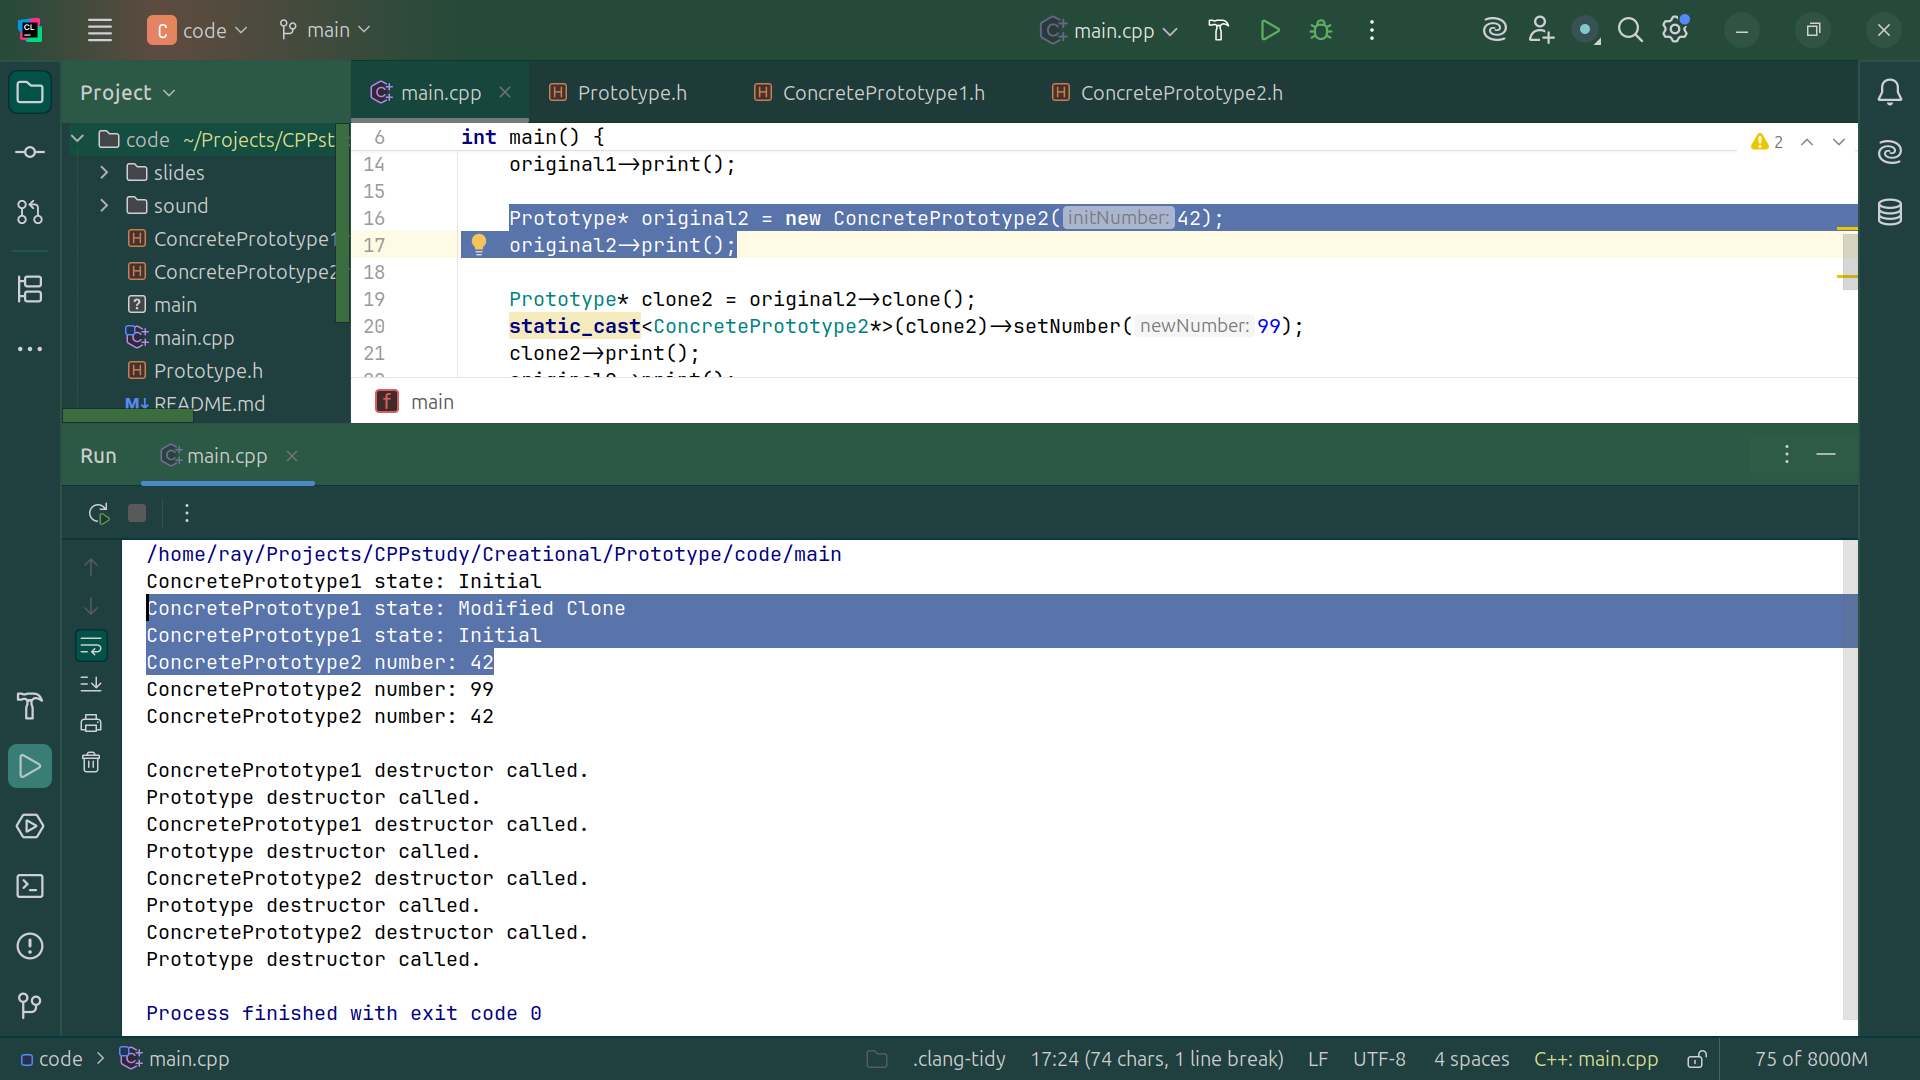 C code main main.cpp
Project
main.cpp Prototype.h ConcretePrototype1.h ConcretePrototype2.h
code ~/Projects/CPPst
slides
sound
ConcretePrototype1
ConcretePrototype2
main
main.cpp
Prototype.h
README.md
6 int main() {
2
14 original1->print();
15
16 Prototype* original2 = new ConcretePrototype2(initNumber: 42);
17 original2->print();
18
19 Prototype* clone2 = original2->clone();
20 static_cast<ConcretePrototype2*>(clone2)->setNumber(newNumber: 99);
21 clone2->print();
f main
Run main.cpp
/home/ray/Projects/CPPstudy/Creational/Prototype/code/main
ConcretePrototype1 state: Initial
ConcretePrototype1 state: Modified Clone
ConcretePrototype1 state: Initial
ConcretePrototype2 number: 42
ConcretePrototype2 number: 99
ConcretePrototype2 number: 42
ConcretePrototype1 destructor called.
Prototype destructor called.
ConcretePrototype1 destructor called.
Prototype destructor called.
ConcretePrototype2 destructor called.
Prototype destructor called.
ConcretePrototype2 destructor called.
Prototype destructor called.
Process finished with exit code 0
code > main.cpp .clang-tidy 17:24 (74 chars, 1 line break) LF UTF-8 4 spaces C++: main.cpp 75 of 8000M